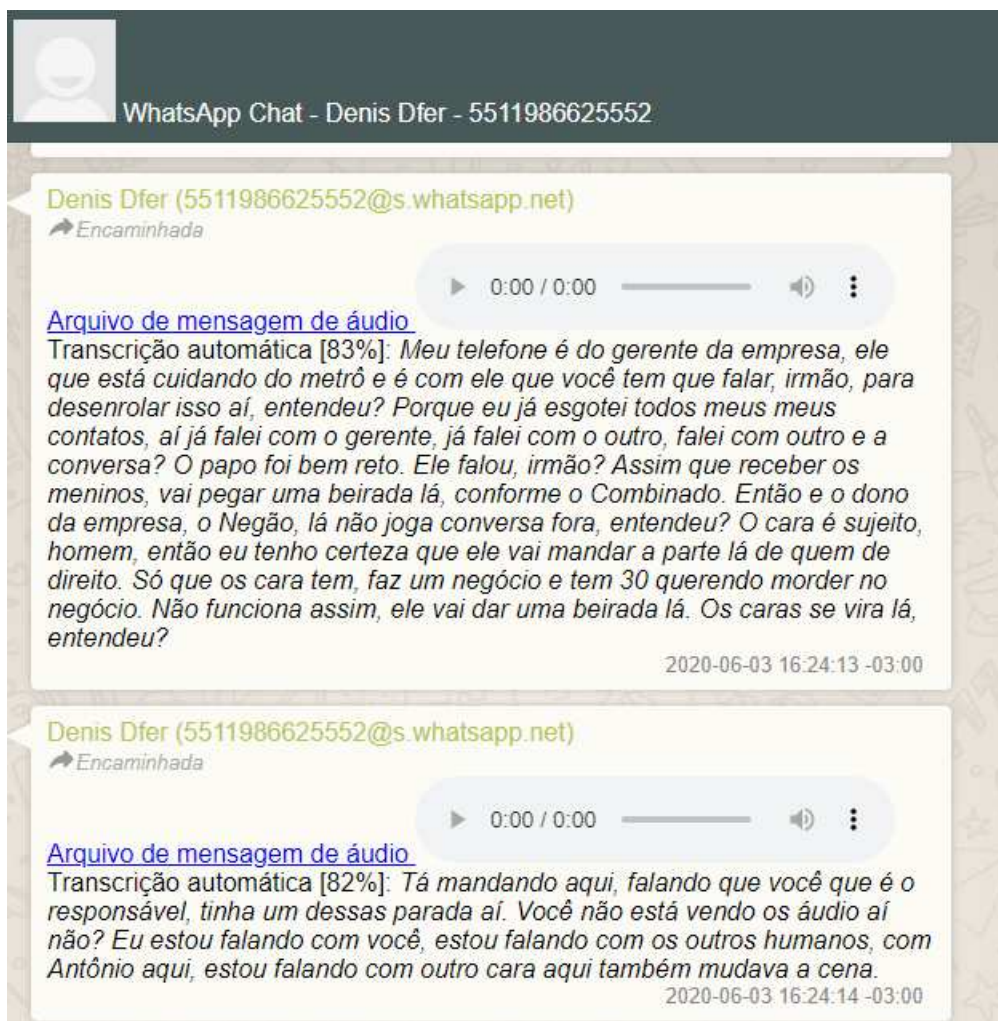 WhatsApp Chat - Denis Dfer - 5511986625552
Denis Dfer (5511986625552@s.whatsapp.net)
Encaminhada
0:00 / 0:00
Arquivo de mensagem de áudio
Transcrição automática [83%]: Meu telefone é do gerente da empresa, ele
que está cuidando do metrô e é com ele que você tem que falar, irmão, para
desenrolar isso aí, entendeu? Porque eu já esgotei todos meus meus
contatos, aí já falei com o gerente, já falei com o outro, falei com outro e a
conversa? O papo foi bem reto. Ele falou, irmão? Assim que receber os
meninos, vai pegar uma beirada lá, conforme o Combinado. Então e o dono
da empresa, o Negão, lá não joga conversa fora, entendeu? O cara é sujeito,
homem, então eu tenho certeza que ele vai mandar a parte lá de quem de
direito. Só que os cara tem, faz um negócio e tem 30 querendo morder no
negócio. Não funciona assim, ele vai dar uma beirada lá. Os caras se vira lá,
entendeu?
2020-06-03 16:24:13 -03:00
Denis Dfer (5511986625552@s.whatsapp.net)
Encaminhada
0:00 / 0:00
Arquivo de mensagem de áudio
Transcrição automática [82%]: Tá mandando aqui, falando que você que é o
responsável, tinha um dessas parada aí. Você não está vendo os áudio aí
não? Eu estou falando com você, estou falando com os outros humanos, com
Antônio aqui, estou falando com outro cara aqui também mudava a cena.
2020-06-03 16:24:14 -03:00